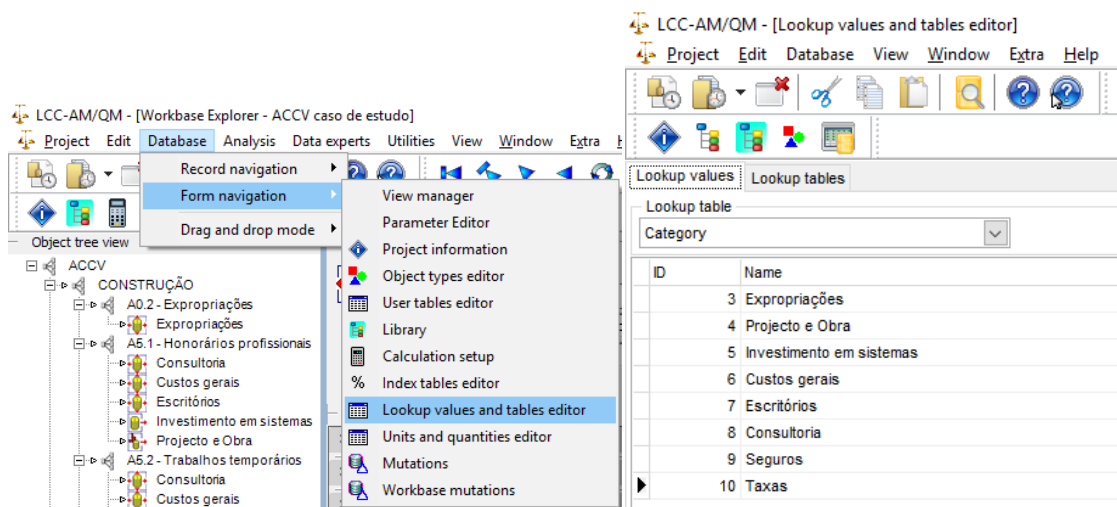 LCC-AM/QM - [Workbase Explorer - ACCV caso de estudo]
Project Edit Database Analysis Data experts Utilities View Window Extra
Record navigation
Form navigation
Drag and drop mode
View manager
Parameter Editor
Project information
Object types editor
User tables editor
Library
Calculation setup
% Index tables editor
Lookup values and tables editor
Units and quantities editor
Mutations
Workbase mutations
Object tree view
ACCV
CONSTRUÇÃO
A0.2 - Expropriações
Expropriações
A5.1 - Honorários profissionais
Consultoria
Custos gerais
Escritórios
Investimento em sistemas
Projecto e Obra
A5.2 - Trabalhos temporários
Consultoria
Custos gerais
LCC-AM/QM - [Lookup values and tables editor]
Project Edit Database View Window Extra Help
Lookup values Lookup tables
Lookup table
Category
ID Name
3 Expropriações
4 Projecto e Obra
5 Investimento em sistemas
6 Custos gerais
7 Escritórios
8 Consultoria
9 Seguros
10 Taxas